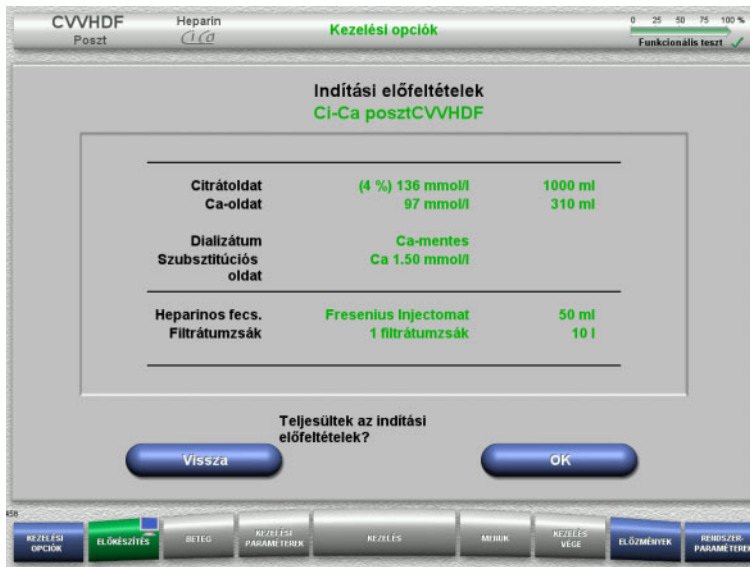 CVVHDF
Poszt
Heparin
Ci Ca
Kezelési opciók
0 25 50 75 100 %
Funkcionális teszt
Indítási előfeltételek
Ci-Ca posztCVVHDF
Citrátoldat (4 %) 136 mmol/l 1000 ml
Ca-oldat 97 mmol/l 310 ml
Dializátum Ca-mentes
Szubsztitúciós Ca 1.50 mmol/l
oldat
Heparinos fecs. Fresenius Injectomat 50 ml
Filtrátumzsák 1 filtrátumzsák 10 l
Teljesültek az indítási
előfeltételek?
Vissza
OK
458
KEZELÉSI
OPCIÓK
ELŐKÉSZÍTÉS
BETEG
KEZELÉSI
PARAMÉTEREK
KEZELÉS
MENÜK
KEZELÉS
VÉGE
ELŐZMÉNYEK
RENDSZER-
PARAMÉTEREK